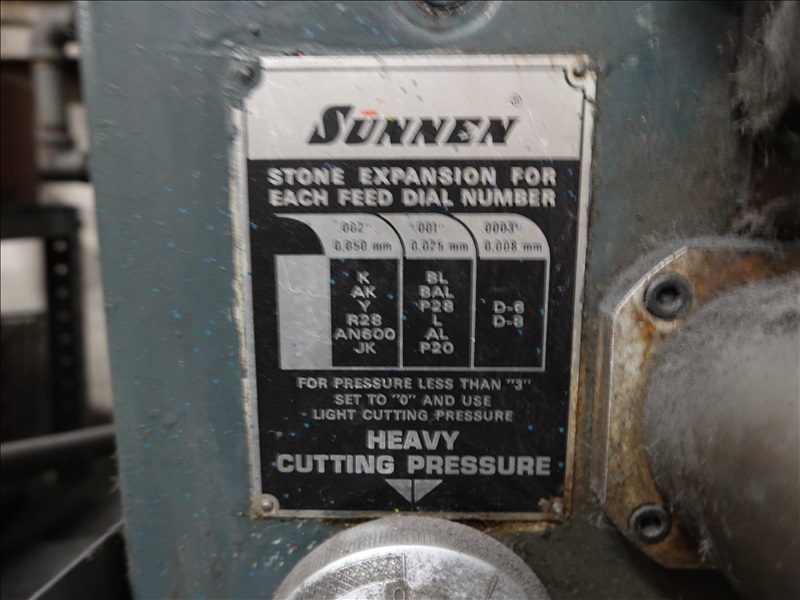 SUNNEN®
STONE EXPANSION FOR
EACH FEED DIAL NUMBER
.002" .001" .0003"
0,050 mm 0,025 mm 0,008 mm
K BL
AK BAL
Y P28 D-6
R28 L D-8
AN600 AL
JK P20
FOR PRESSURE LESS THAN "3"
SET TO "0" AND USE
LIGHT CUTTING PRESSURE
HEAVY
CUTTING PRESSURE